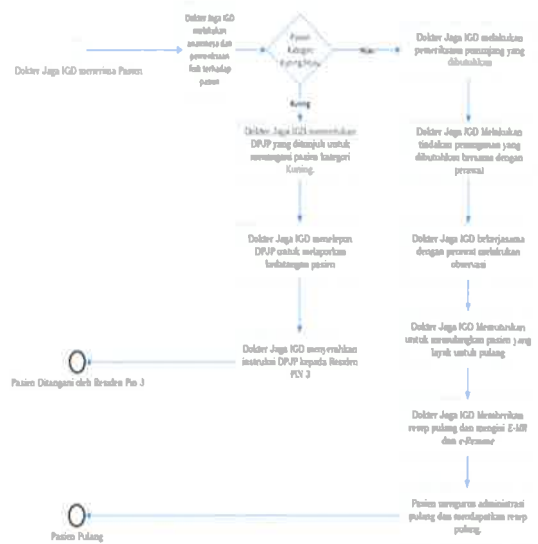 Dokter Jaga IGD menerima Pasien
Dokter Jaga IGD
melakukan
anamnesa dan
pemeriksaan
fisik terhadap
pasien
Pasien
Kategori
Kuning/Hijau
Hijau
Kuning
Dokter Jaga IGD menentukan
DPJP yang ditunjuk untuk
menangani pasien kategori
Kuning.
Dokter Jaga IGD menelepon
DPJP untuk melaporkan
kedatangan pasien
Dokter Jaga IGD menyerahkan
instruksi DPJP kepada Residen
Pasien Ditangani oleh Residen Pin 3
Dokter Jaga IGD melakukan
pemeriksaan penunjang yang
dibutuhkan
Dokter Jaga IGD Melakukan
tindakan penanganan yang
dibutuhkan bersama dengan
perawat
Dokter Jaga IGD bekerjasama
dengan perawat melakukan
observasi
Dokter Jaga IGD Memutuskan
untuk memulangkan pasien yang
layak untuk pulang
Dokter Jaga IGD Memberikan
resep pulang dan mengisi E-MR
dan e-Resume
Pasien mengurus administrasi
pulang dan mendapatkan resep
pulang.
Pasien Pulang